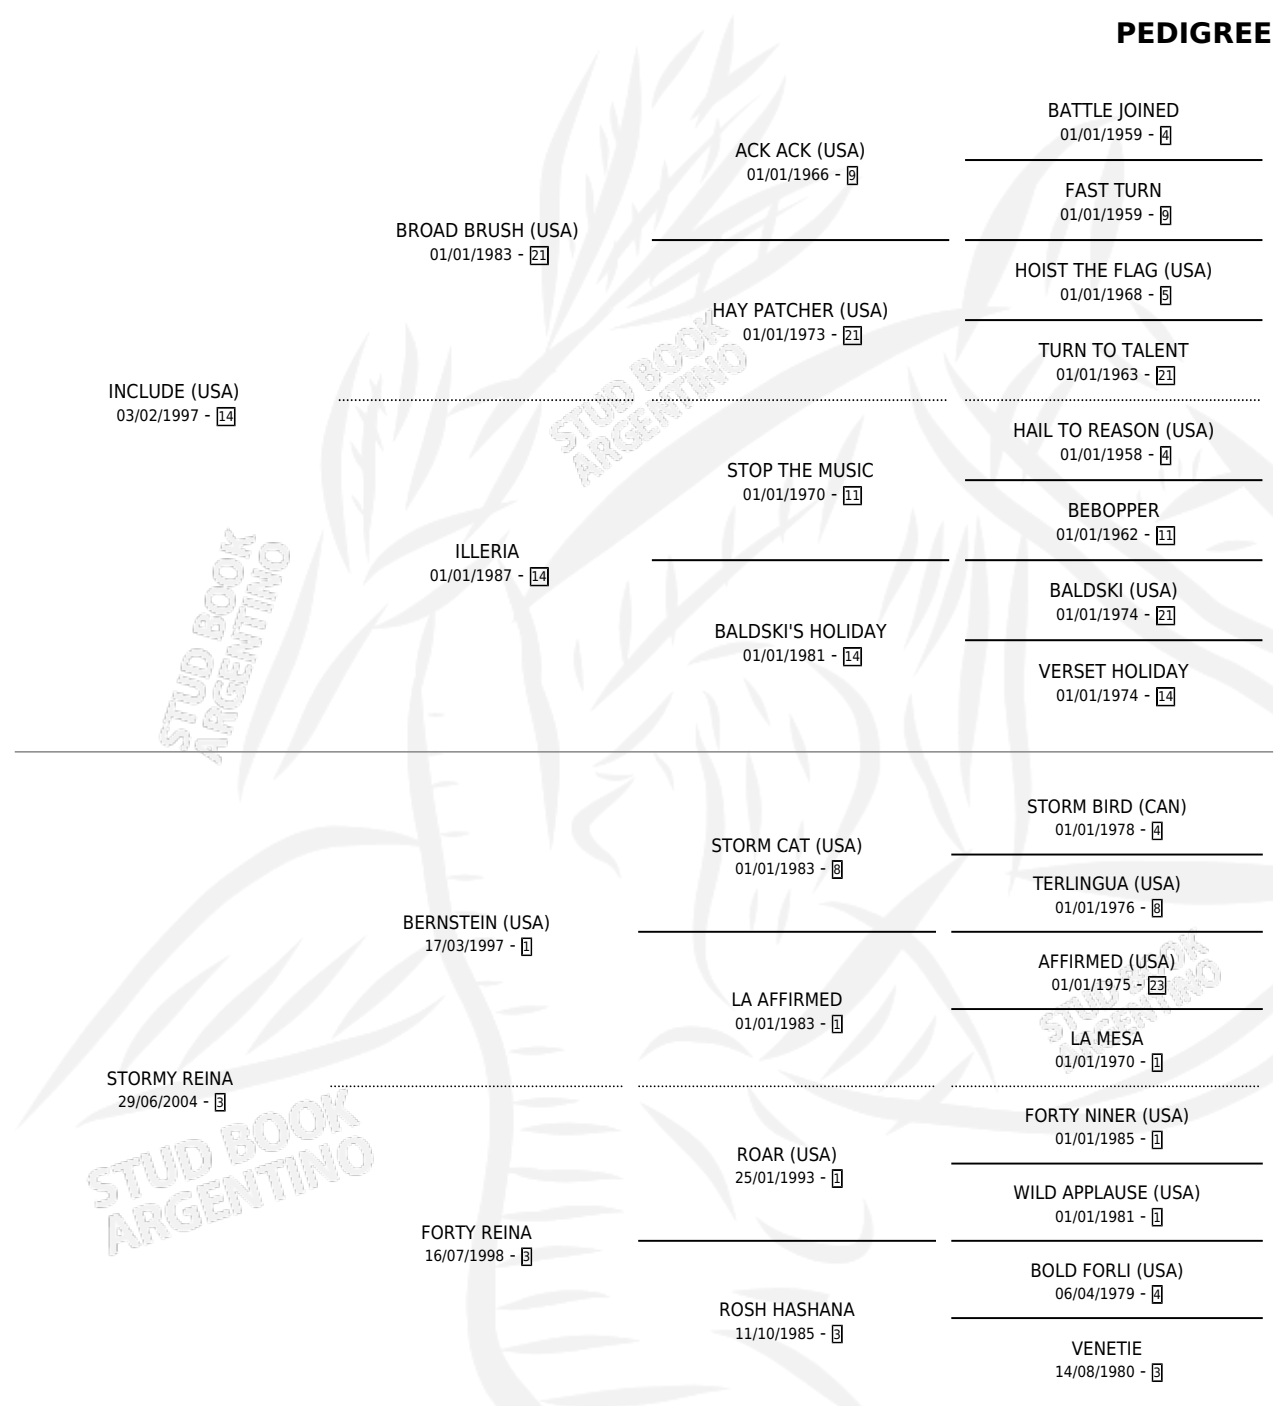 PEDIGREE
BATTLE JOINED
01/01/1959 - 4
ACK ACK (USA)
01/01/1966 - 9
FAST TURN
01/01/1959 - 9
BROAD BRUSH (USA)
01/01/1983 - 21
HOIST THE FLAG (USA)
01/01/1968 - 5
HAY PATCHER (USA)
01/01/1973 - 21
TURN TO TALENT
01/01/1963 - 21
INCLUDE (USA)
03/02/1997 - 14
HAIL TO REASON (USA)
01/01/1958 - 4
STOP THE MUSIC
01/01/1970 - 11
BEBOPPER
01/01/1962 - 11
ILLERIA
01/01/1987 - 14
BALDSKI (USA)
01/01/1974 - 21
BALDSKI'S HOLIDAY
01/01/1981 - 14
VERSET HOLIDAY
01/01/1974 - 14
STUD BOOK
ARGENTINO
STUD BOOK
ARGENTINO
STORM BIRD (CAN)
01/01/1978 - 4
STORM CAT (USA)
01/01/1983 - 8
TERLINGUA (USA)
01/01/1976 - 8
BERNSTEIN (USA)
17/03/1997 - 1
AFFIRMED (USA)
01/01/1975 - 23
LA AFFIRMED
01/01/1983 - 1
LA MESA
01/01/1970 - 1
STORMY REINA
29/06/2004 - 3
FORTY NINER (USA)
01/01/1985 - 1
ROAR (USA)
25/01/1993 - 1
WILD APPLAUSE (USA)
01/01/1981 - 1
FORTY REINA
16/07/1998 - 3
BOLD FORLI (USA)
06/04/1979 - 4
ROSH HASHANA
11/10/1985 - 3
VENETIE
14/08/1980 - 3
STUD BOOK
ARGENTINO
STUD BOOK
ARGENTINO